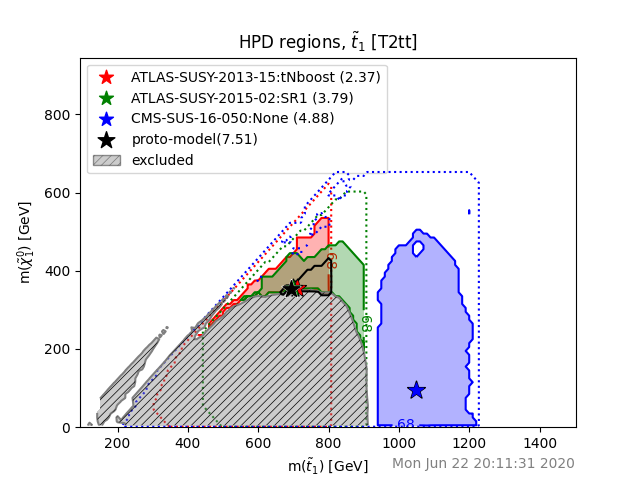 HPD regions, t̃₁ [T2tt]
ATLAS-SUSY-2013-15:tNboost (2.37)
ATLAS-SUSY-2015-02:SR1 (3.79)
CMS-SUS-16-050:None (4.88)
proto-model(7.51)
excluded
m(χ̃₁⁰) [GeV]
800
600
400
200
0
68
68
68
200 400 600 800 1000 1200 1400
m(t̃₁) [GeV]
Mon Jun 22 20:11:31 2020